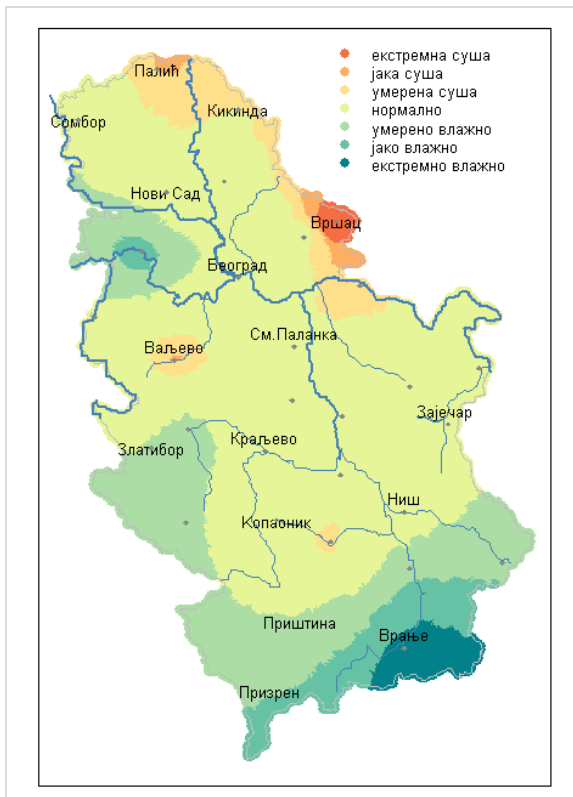 екстремна суша
јака суша
умерена суша
нормално
умерено влажно
јако влажно
екстремно влажно
Палић
Кикинда
Сомбор
Нови Сад
Вршац
Београд
См.Паланка
Ваљево
Зајечар
Златибор
Краљево
Ниш
Копаоник
Приштина
Врање
Призрен